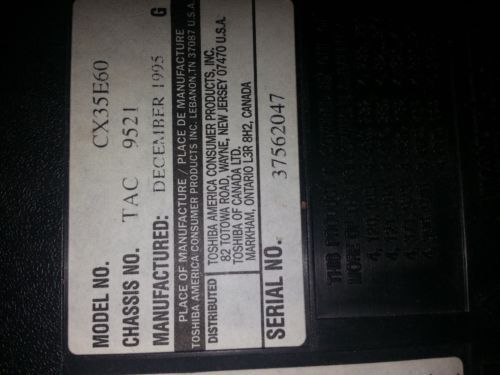 MODEL NO. CX35E60
CHASSIS NO. TAC 9521
MANUFACTURED: DECEMBER 1995 G
PLACE OF MANUFACTURE / PLACE DE MANUFACTURE
TOSHIBA AMERICA CONSUMER PRODUCTS INC. LEBANON, TN 37087 U.S.A.
DISTRIBUTED TOSHIBA AMERICA CONSUMER PRODUCTS, INC.
82 TOTOWA ROAD, WAYNE, NEW JERSEY 07470 U.S.A.
TOSHIBA OF CANADA LTD.
MARKHAM, ONTARIO L3R 8H2, CANADA
SERIAL NO. 37562047